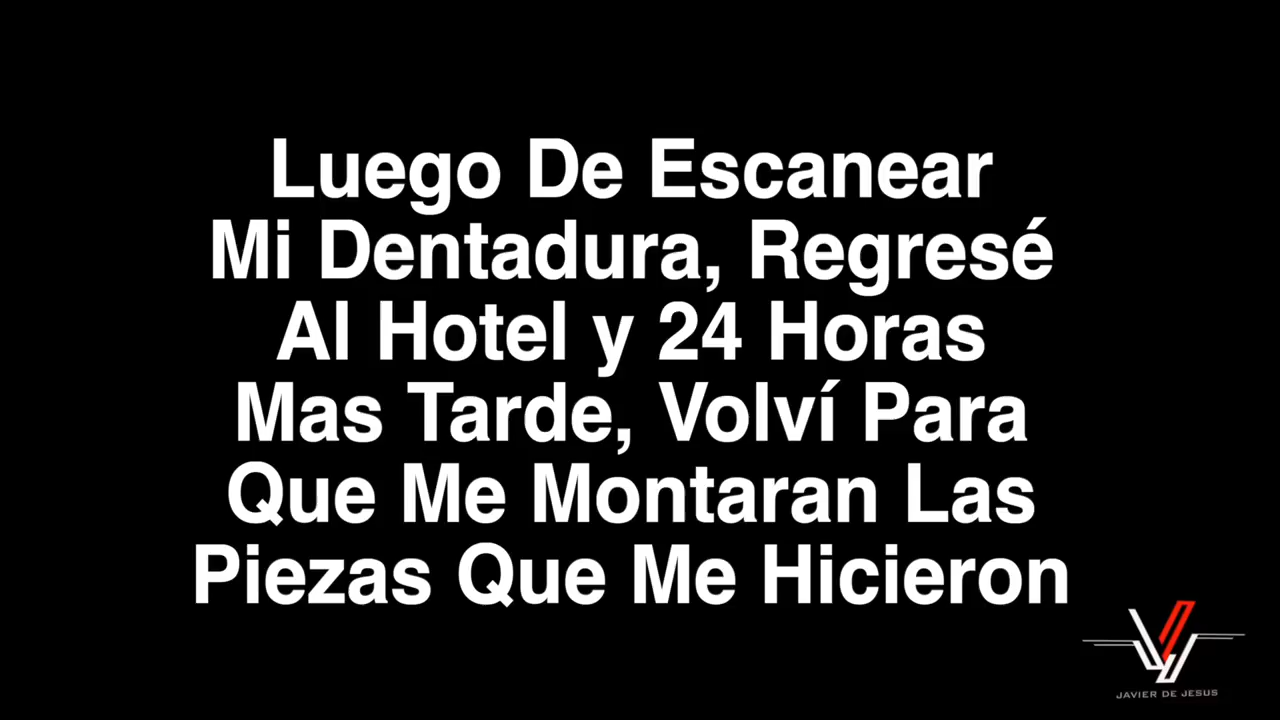 Luego De Escanear
Mi Dentadura, Regresé
Al Hotel y 24 Horas
Mas Tarde, Volví Para
Que Me Montaran Las
Piezas Que Me Hicieron
JAVIER DE JESUS